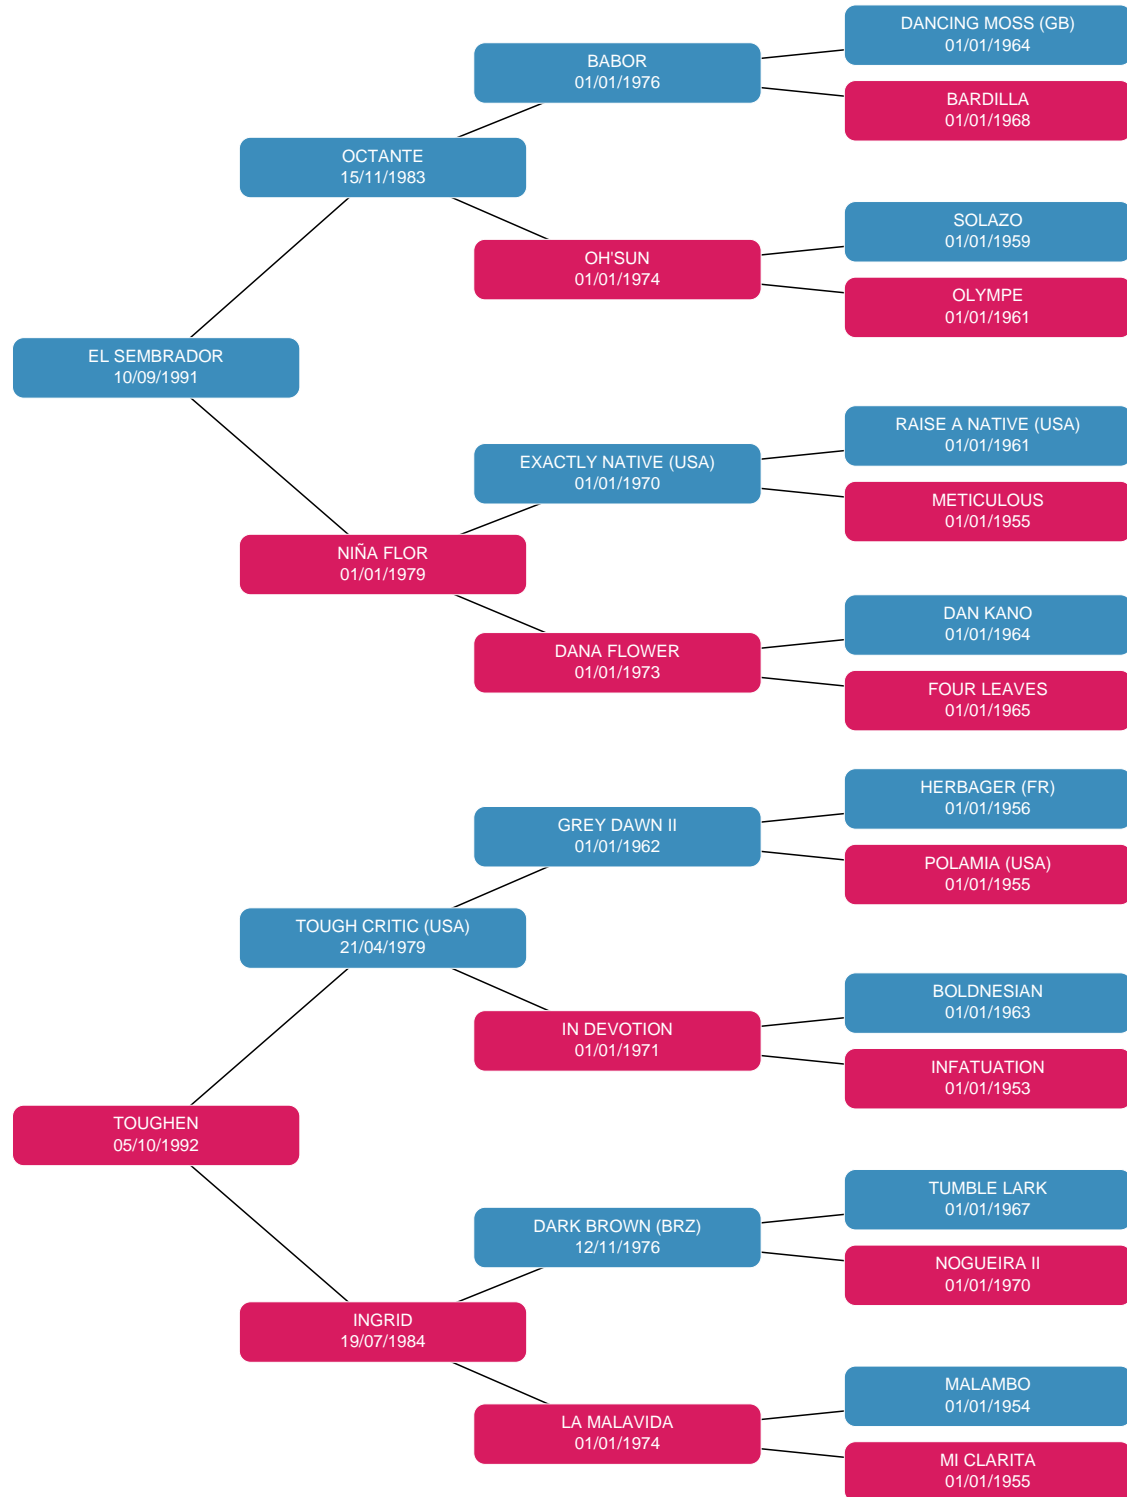 DANCING MOSS (GB)
01/01/1964
BABOR
01/01/1976
BARDILLA
01/01/1968
OCTANTE
15/11/1983
SOLAZO
01/01/1959
OH'SUN
01/01/1974
OLYMPE
01/01/1961
EL SEMBRADOR
10/09/1991
RAISE A NATIVE (USA)
01/01/1961
EXACTLY NATIVE (USA)
01/01/1970
METICULOUS
01/01/1955
NIÑA FLOR
01/01/1979
DAN KANO
01/01/1964
DANA FLOWER
01/01/1973
FOUR LEAVES
01/01/1965
HERBAGER (FR)
01/01/1956
GREY DAWN II
01/01/1962
POLAMIA (USA)
01/01/1955
TOUGH CRITIC (USA)
21/04/1979
BOLDNESIAN
01/01/1963
IN DEVOTION
01/01/1971
INFATUATION
01/01/1953
TOUGHEN
05/10/1992
TUMBLE LARK
01/01/1967
DARK BROWN (BRZ)
12/11/1976
NOGUEIRA II
01/01/1970
INGRID
19/07/1984
MALAMBO
01/01/1954
LA MALAVIDA
01/01/1974
MI CLARITA
01/01/1955